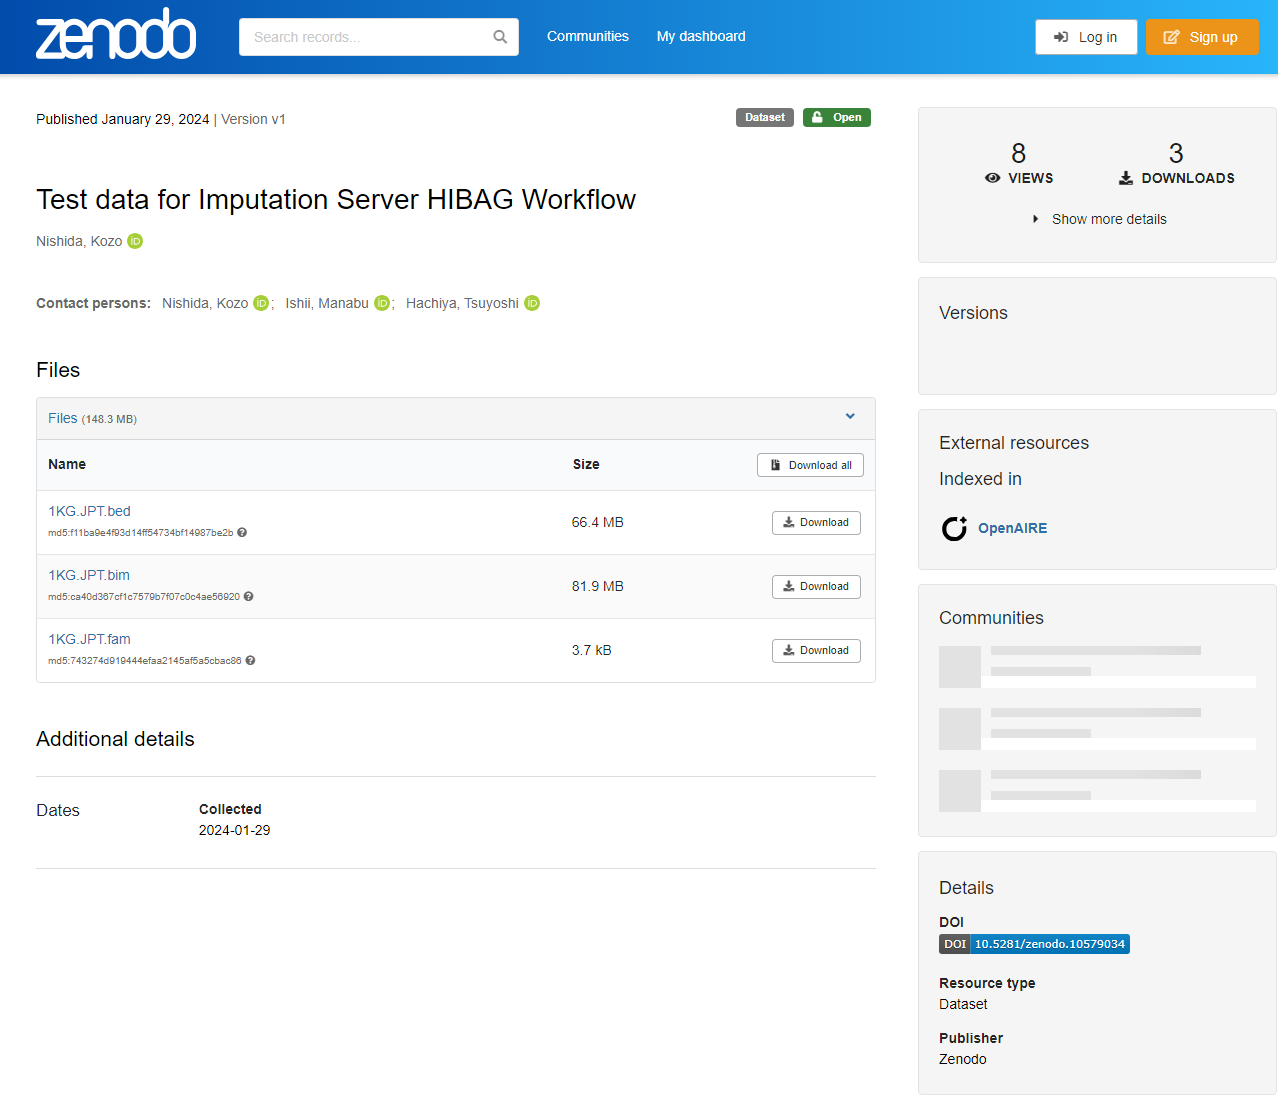 zenodo
Search records...
Communities
My dashboard
Log in
Sign up
Published January 29, 2024 | Version v1
Dataset
Open
Test data for Imputation Server HIBAG Workflow
Nishida, Kozo iD
Contact persons: Nishida, Kozo iD; Ishii, Manabu iD; Hachiya, Tsuyoshi iD
Files
Files (148.3 MB)
Name Size Download all
1KG.JPT.bed
md5:f11ba9e4f93d14ff54734bf14987be2b
66.4 MB Download
1KG.JPT.bim
md5:ca40d367cf1c7579b7f07c0c4ae56920
81.9 MB Download
1KG.JPT.fam
md5:743274d919444efaa2145af5a5cbac86
3.7 kB Download
Additional details
Dates
Collected
2024-01-29
8
VIEWS
3
DOWNLOADS
Show more details
Versions
External resources
Indexed in
OpenAIRE
Communities
Details
DOI
DOI 10.5281/zenodo.10579034
Resource type
Dataset
Publisher
Zenodo